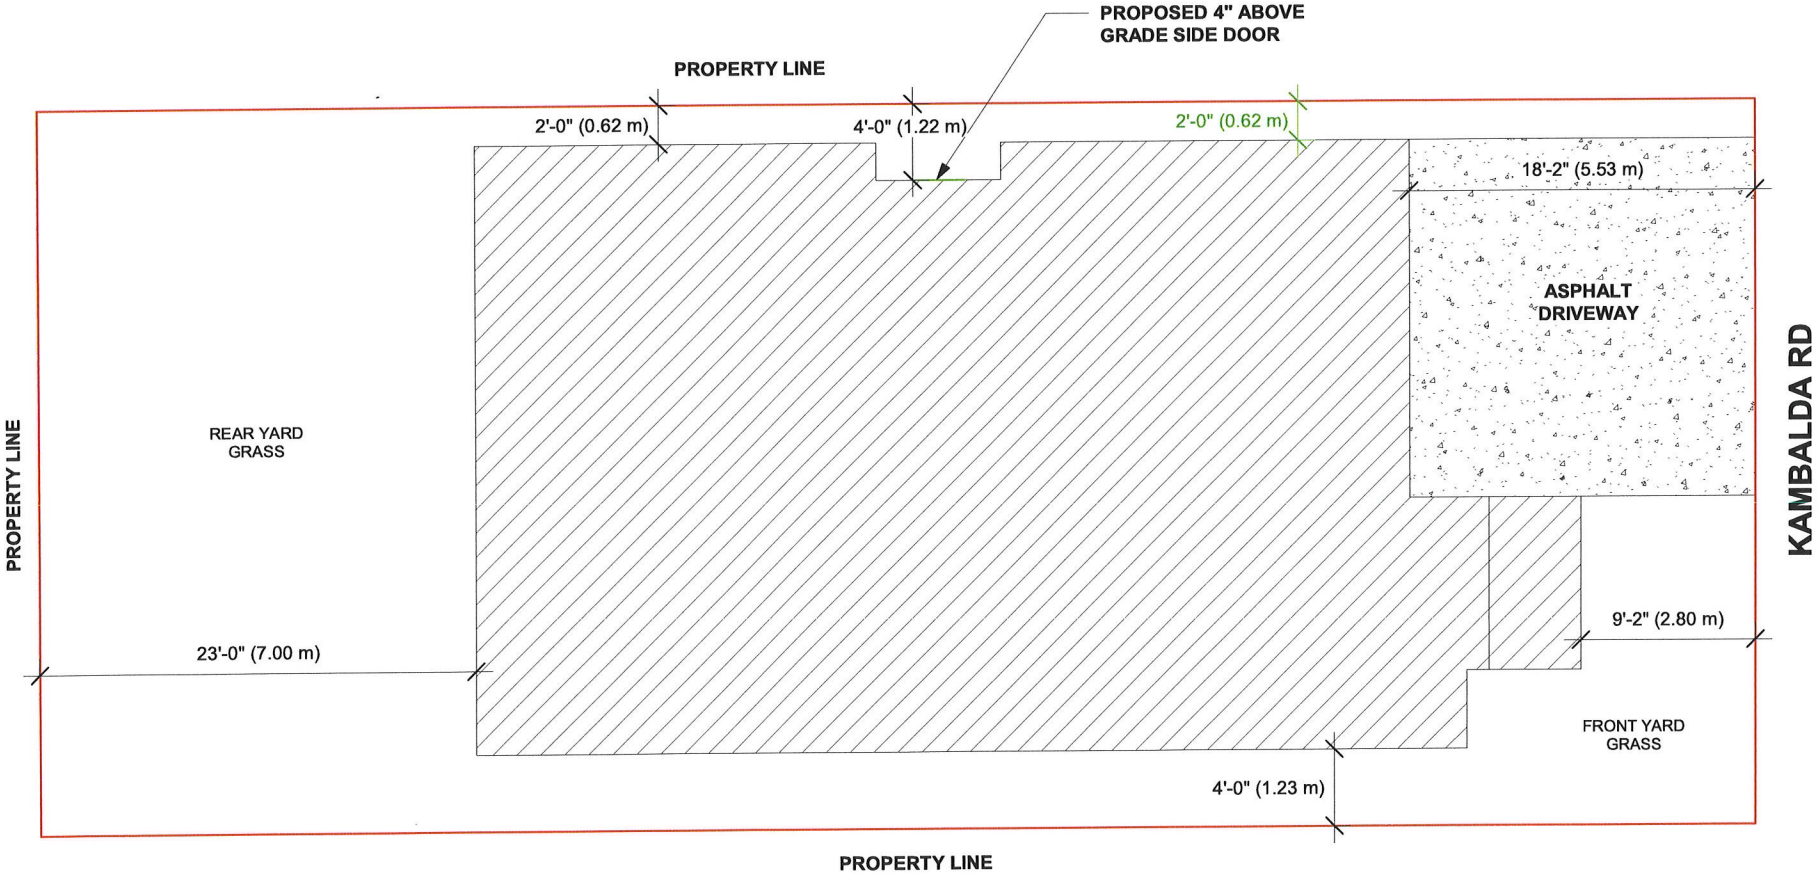 PROPOSED 4" ABOVE
GRADE SIDE DOOR
PROPERTY LINE
2'-0" (0.62 m)
4'-0" (1.22 m)
2'-0" (0.62 m)
18'-2" (5.53 m)
ASPHALT
DRIVEWAY
KAMBALDA RD
PROPERTY LINE
REAR YARD
GRASS
23'-0" (7.00 m)
9'-2" (2.80 m)
FRONT YARD
GRASS
4'-0" (1.23 m)
PROPERTY LINE